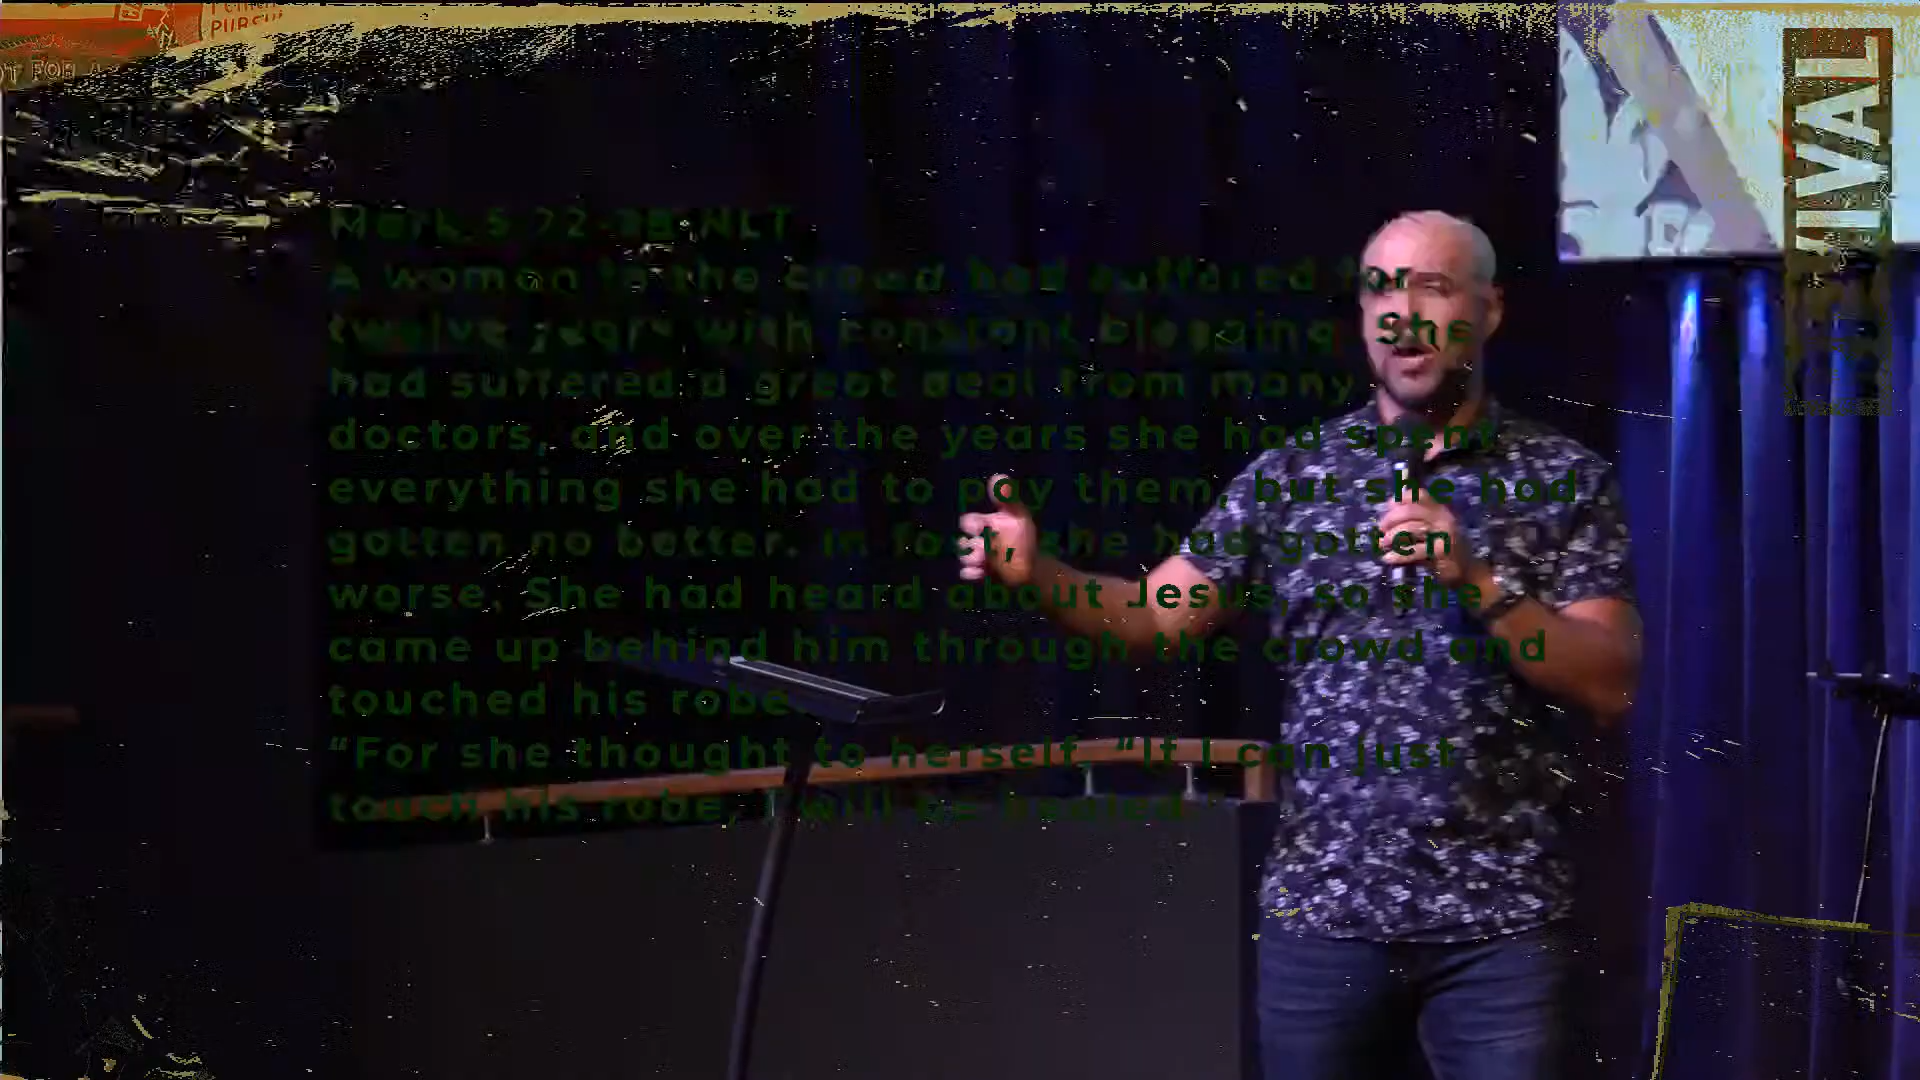 PURSUI
OT FOR A
VIVAL
Mark 5 NLT
A woman in the crowd had suffered for
twelve years with constant bleeding. She
had suffered a great deal from many
doctors, and over the years she had spent
everything she had to pay them, but she had
gotten no better. In fact, she had gotten
worse. She had heard about Jesus, so she
came up behind him through the crowd and
touched his robe.
“For she thought to herself, “If I can just
touch his robe, I will be healed.”